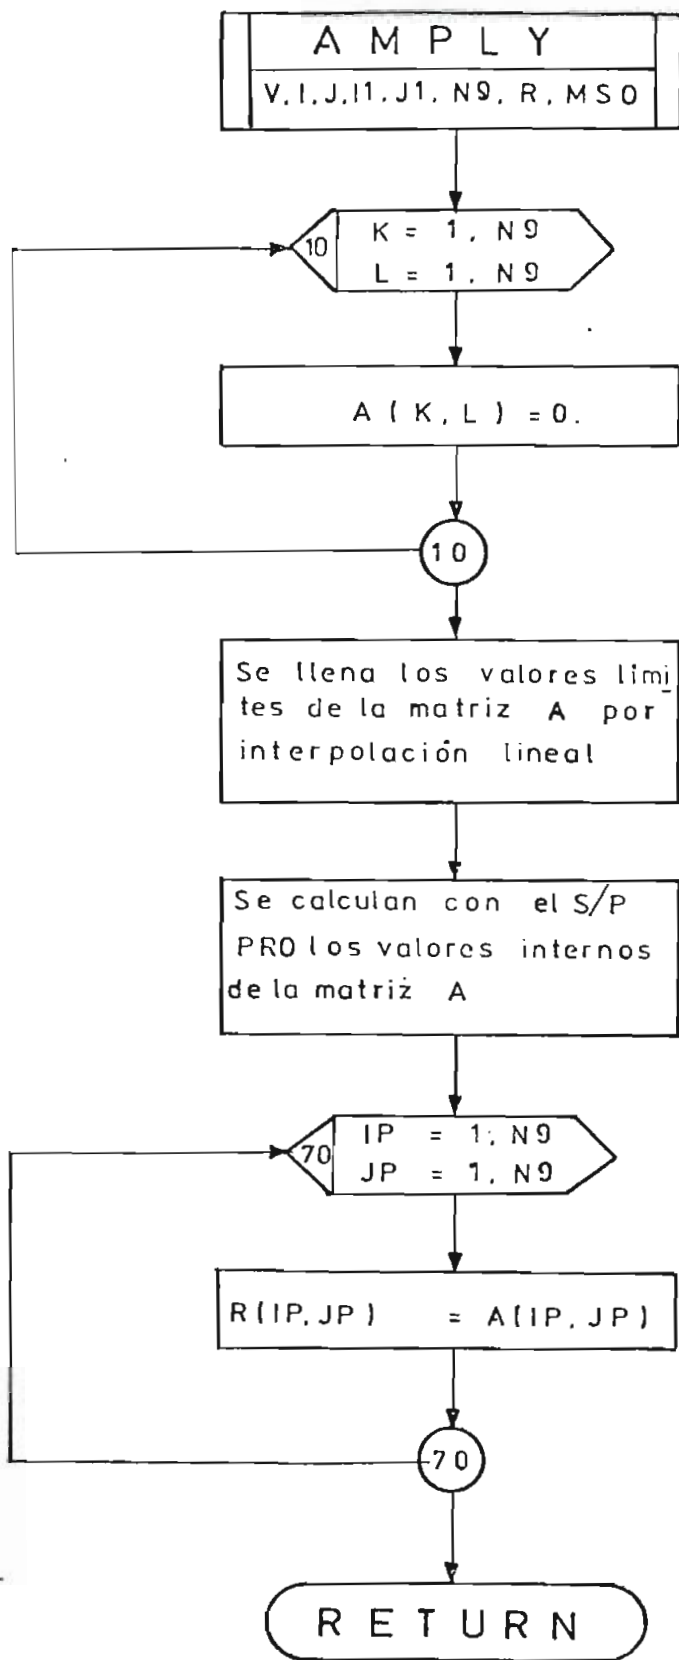 AMPLY
V, I, J, I1, J1, N9, R, MSO
10
K = 1, N9
L = 1, N9
A ( K, L ) = 0.
10
Se llena los valores limi
tes de la matriz A por
interpolación lineal
Se calculan con el S/P
PRO los valores internos
de la matriz A
70
IP = 1, N9
JP = 1, N9
R(IP, JP) = A(IP, JP)
70
RETURN